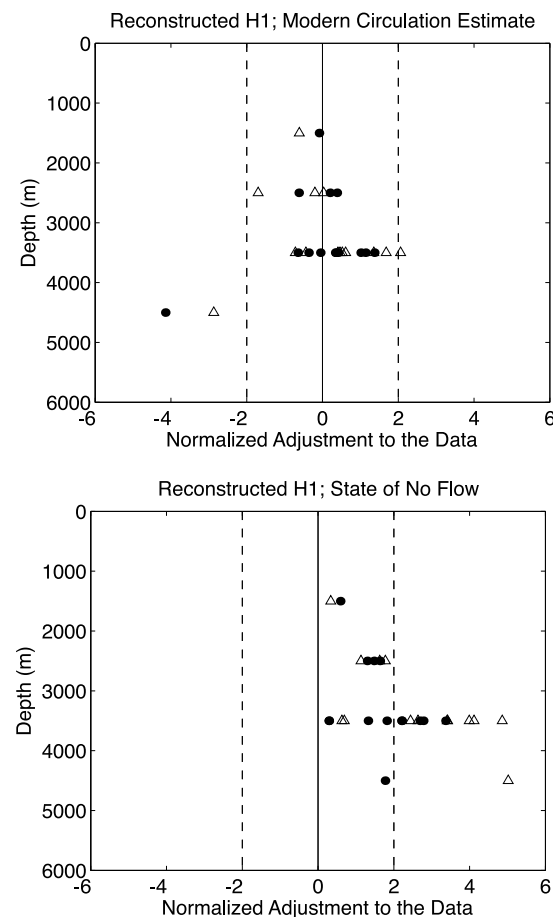 Reconstructed H1; Modern Circulation Estimate
0
1000
2000
3000
4000
5000
6000
Depth (m)
-6 -4 -2 0 2 4 6
Normalized Adjustment to the Data
Reconstructed H1; State of No Flow
0
1000
2000
3000
4000
5000
6000
Depth (m)
-6 -4 -2 0 2 4 6
Normalized Adjustment to the Data